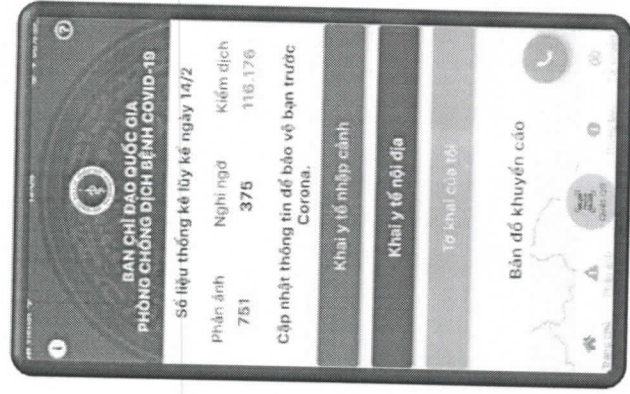 BAN CHỈ ĐẠO QUỐC GIA
PHÒNG CHỐNG DỊCH BỆNH COVID-19
Số liệu thống kê lũy kế ngày 14/2
Phản ánh Nghi ngờ Kiểm dịch
751 375 116.176
Cập nhật thông tin để bảo vệ bạn trước
Corona.
Khai y tế nhập cảnh
Khai y tế nội địa
Tờ khai của tôi
Bản đồ khuyến cáo